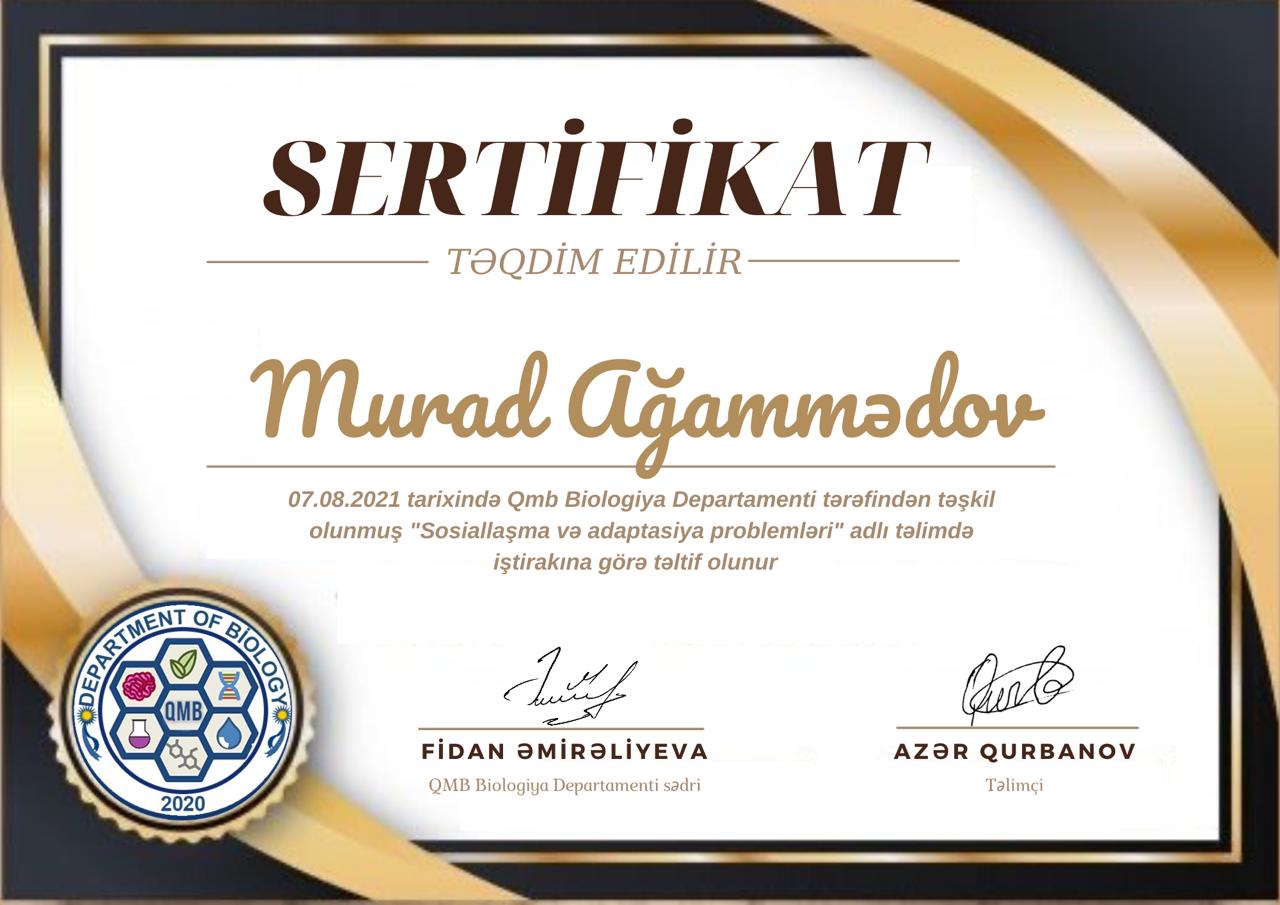 SERTİFİKAT
TƏQDİM EDİLİR
Murad Ağammədov
07.08.2021 tarixində Qmb Biologiya Departamenti tərəfindən təşkil
olunmuş "Sosiallaşma və adaptasiya problemləri" adlı təlimdə
iştirakına görə təltif olunur
DEPARTMENT OF BİOLOGY
QMB
2020
FİDAN ƏMİRƏLİYEVA
QMB Biologiya Departamenti sədri
AZƏR QURBANOV
Təlimçi